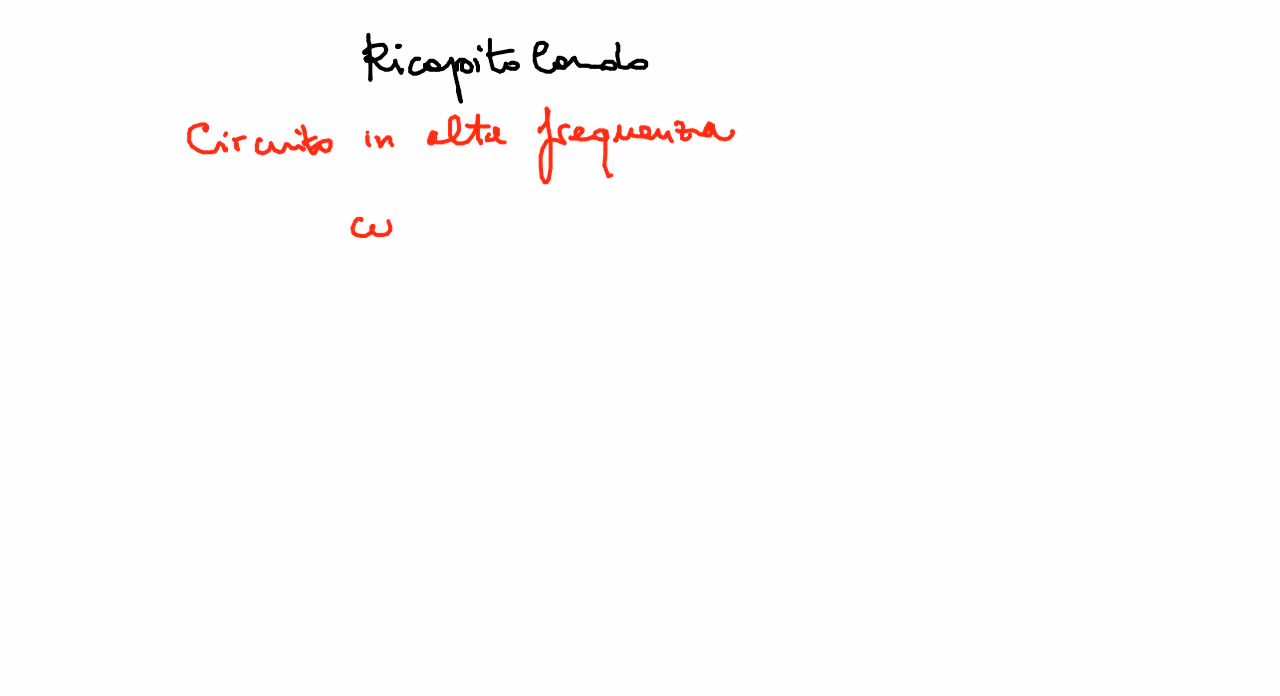 Ricapitolando
Circuito in alta frequenza
ω